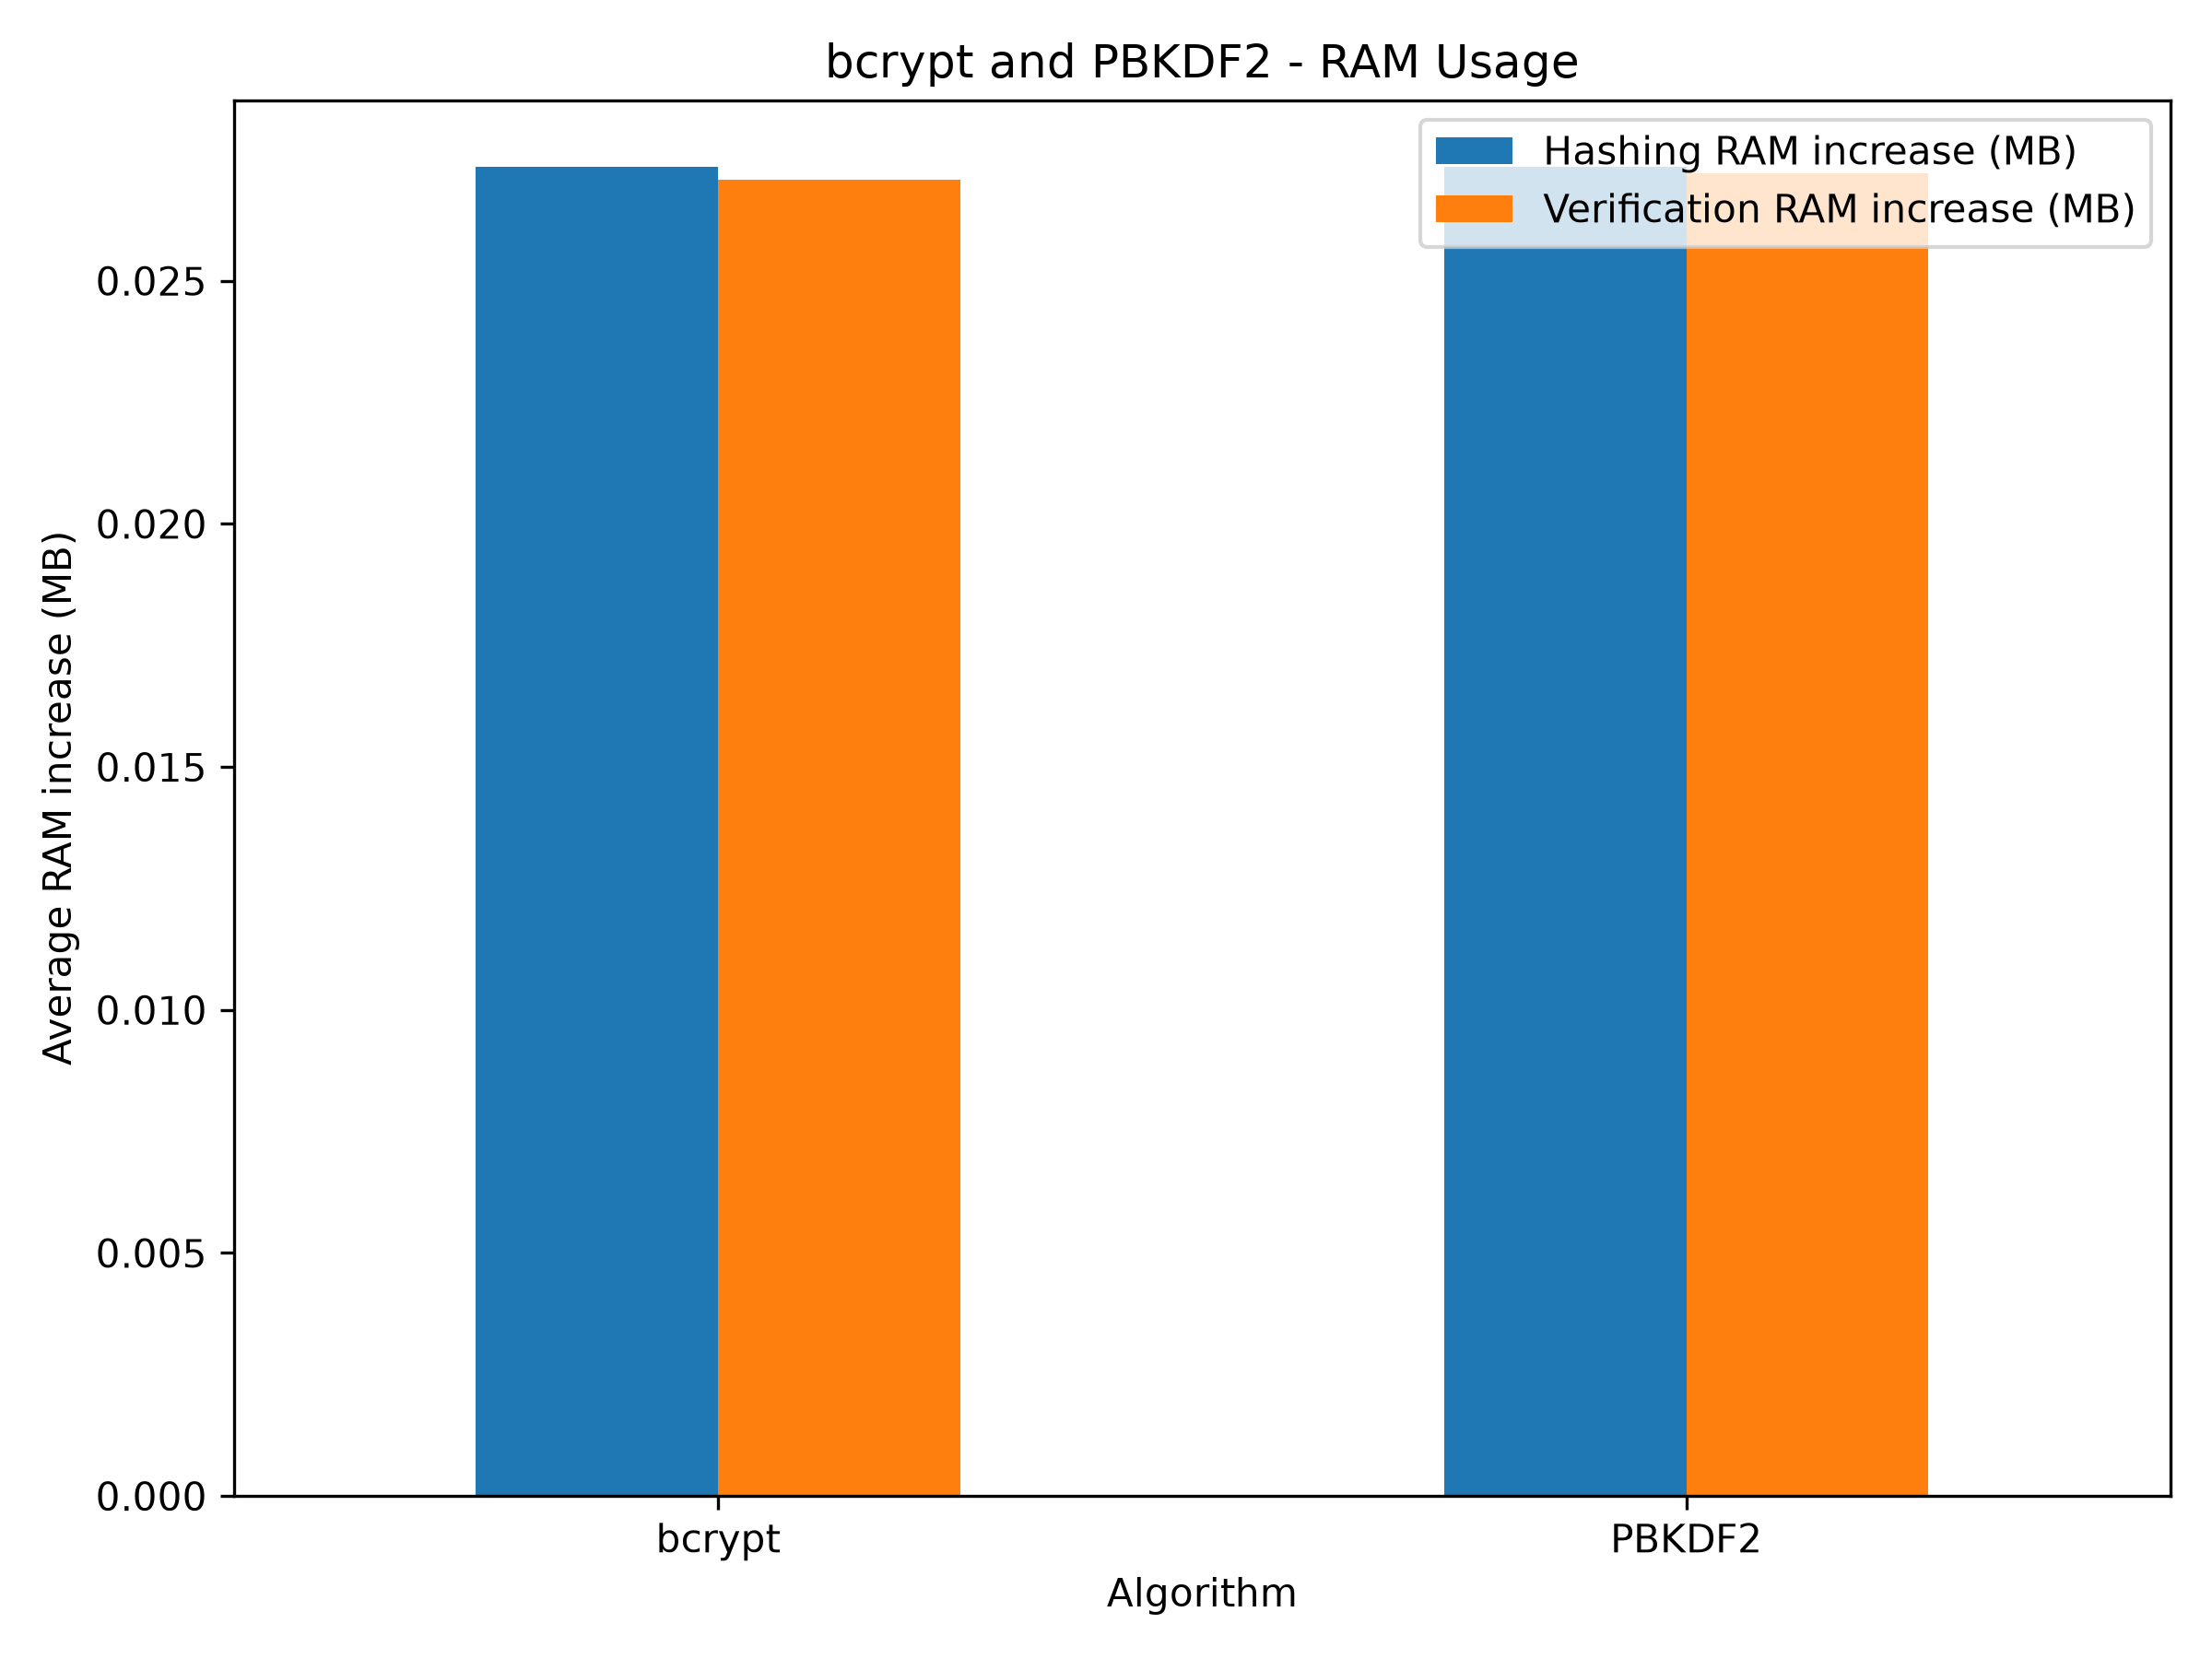 bcrypt and PBKDF2 - RAM Usage
Hashing RAM increase (MB)
Verification RAM increase (MB)
Average RAM increase (MB)
0.025
0.020
0.015
0.010
0.005
0.000
bcrypt
PBKDF2
Algorithm